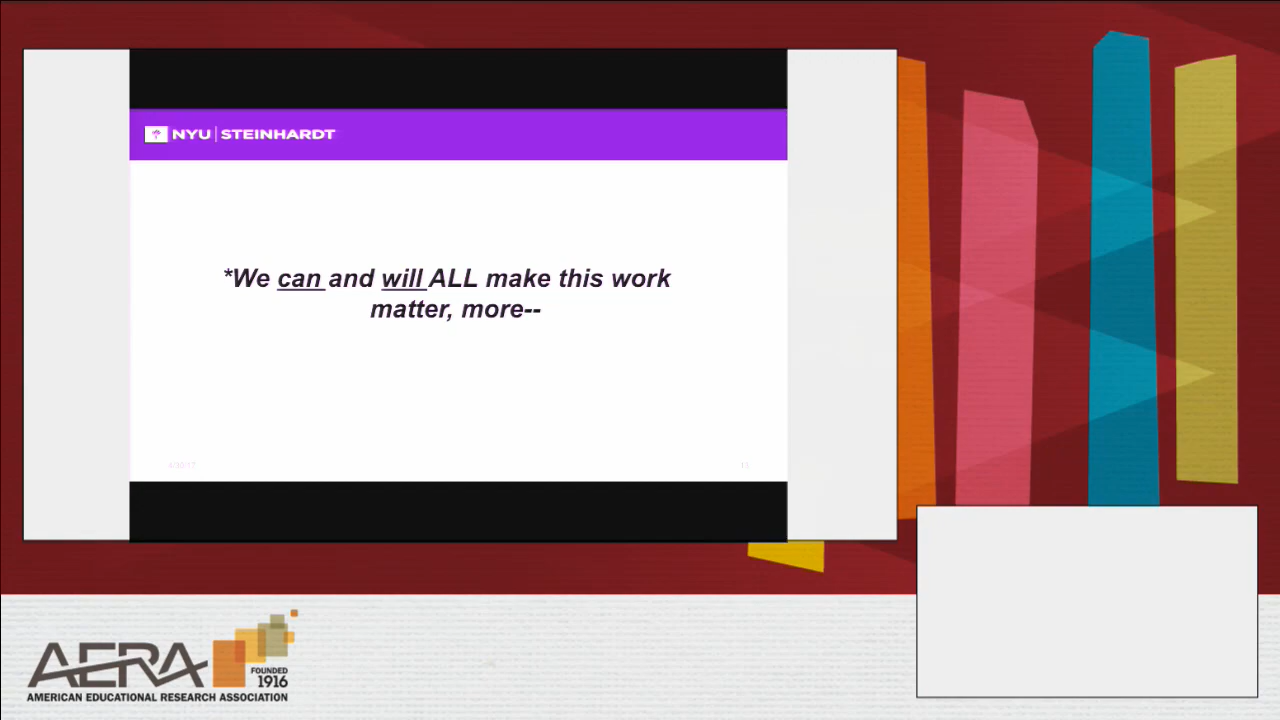 NYU | STEINHARDT
*We can and will ALL make this work
matter, more--
AERA
FOUNDED
1916
AMERICAN EDUCATIONAL RESEARCH ASSOCIATION